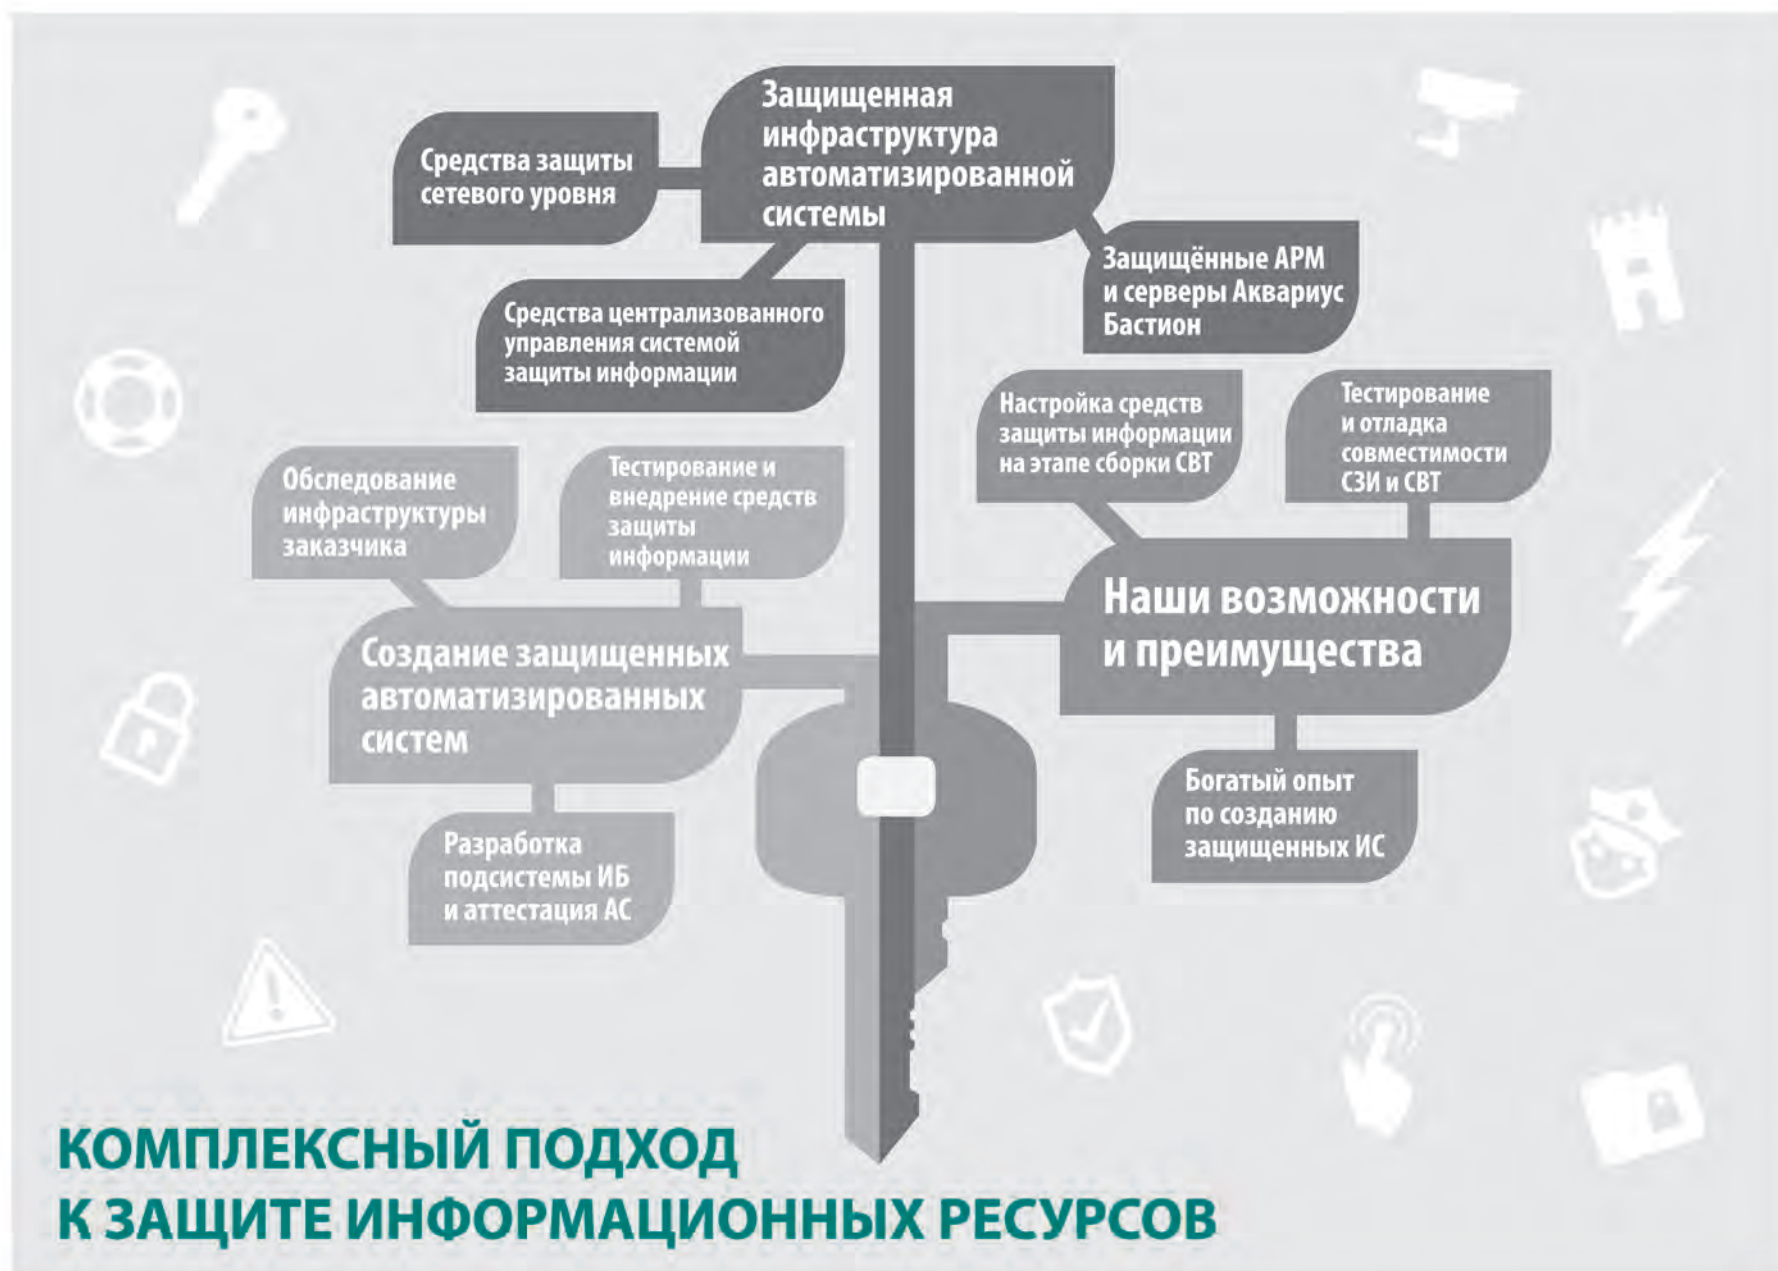 Защищенная
инфраструктура
автоматизированной
системы
Средства защиты
сетевого уровня
Защищённые АРМ
и серверы Аквариус
Бастион
Средства централизованного
управления системой
защиты информации
Настройка средств
защиты информации
на этапе сборки СВТ
Тестирование
и отладка
совместимости
СЗИ и СВТ
Обследование
инфраструктуры
заказчика
Тестирование и
внедрение средств
защиты
информации
Наши возможности
и преимущества
Создание защищенных
автоматизированных
систем
Богатый опыт
по созданию
защищенных ИС
Разработка
подсистемы ИБ
и аттестация АС
КОМПЛЕКСНЫЙ ПОДХОД
К ЗАЩИТЕ ИНФОРМАЦИОННЫХ РЕСУРСОВ